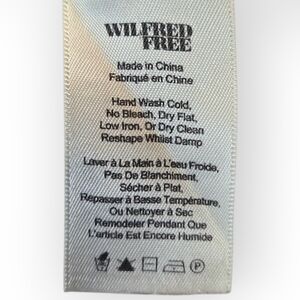 WILFRED
FREE
Made in China
Fabriqué en Chine
Hand Wash Cold,
No Bleach, Dry Flat,
Low Iron, Or Dry Clean
Reshape Whilst Damp
Laver à La Main à L'eau Froide,
Pas De Blanchiment,
Sécher à Plat,
Repasser à Basse Température,
Ou Nettoyer à Sec
Remodeler Pendant Que
L'article Est Encore Humide
P